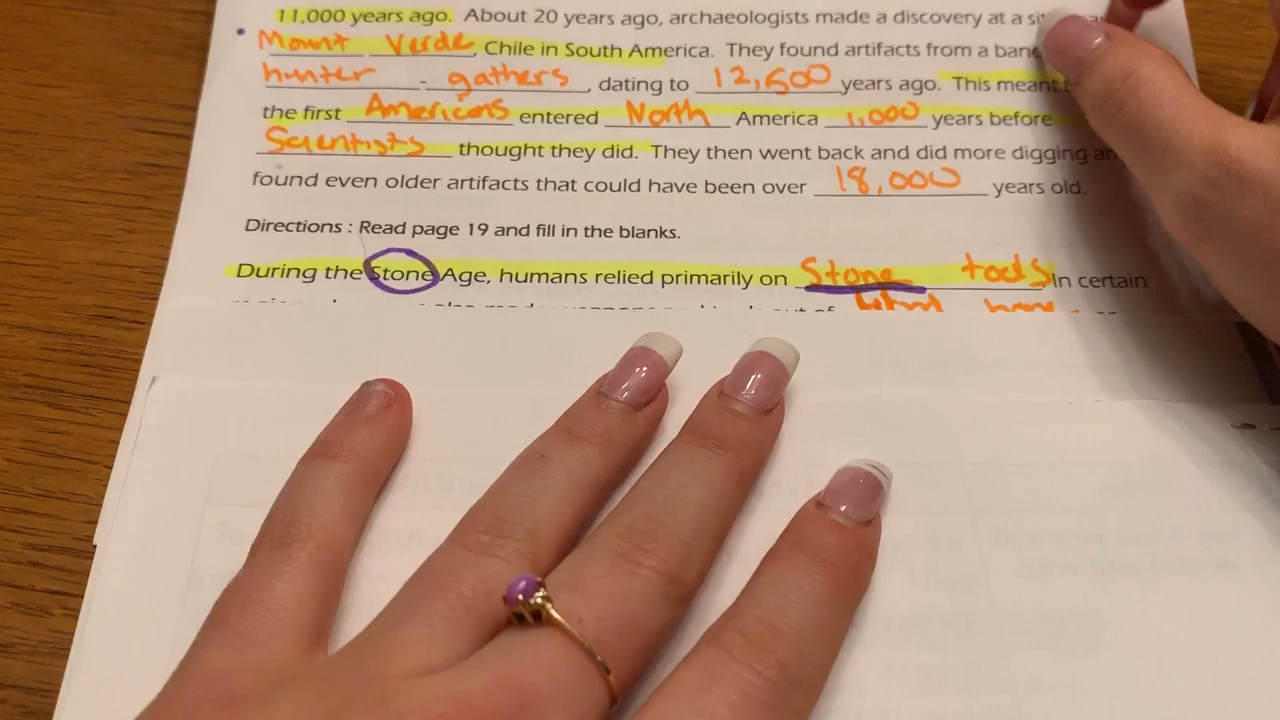 11,000 years ago. About 20 years ago, archaeologists made a discovery at a
Mount Verde, Chile in South America. They found artifacts from a
hunter - gathers, dating to 12,500 years ago. This meant
the first Americans entered North America 1,000 years before
Scientists thought they did. They then went back and did more digging
found even older artifacts that could have been over 18,000 years old.
Directions : Read page 19 and fill in the blanks.
During the Stone Age, humans relied primarily on Stone tools In certain